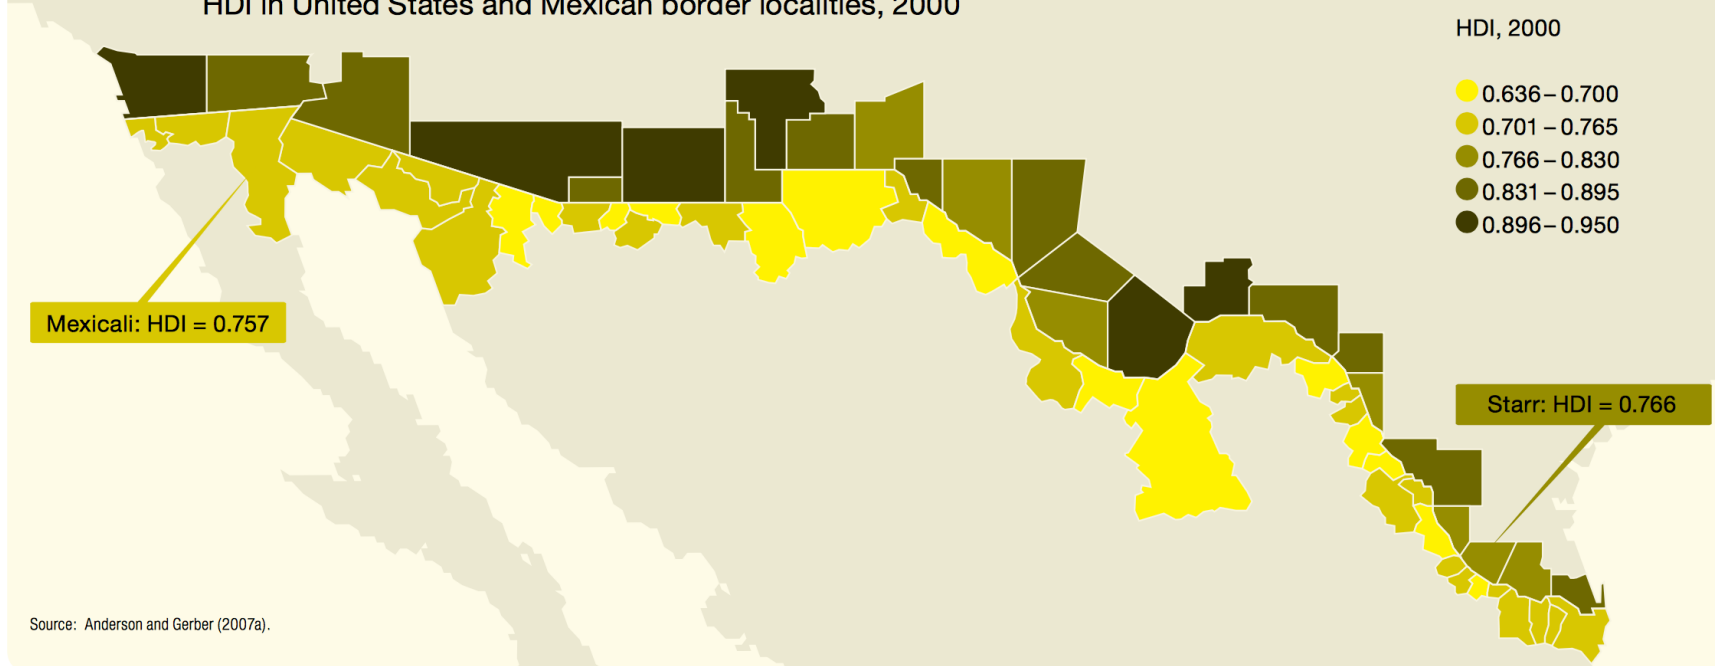 HDI in United States and Mexican border localities, 2000
HDI, 2000
0.636–0.700
0.701–0.765
0.766–0.830
0.831–0.895
0.896–0.950
Mexicali: HDI = 0.757
Starr: HDI = 0.766
Source: Anderson and Gerber (2007a).